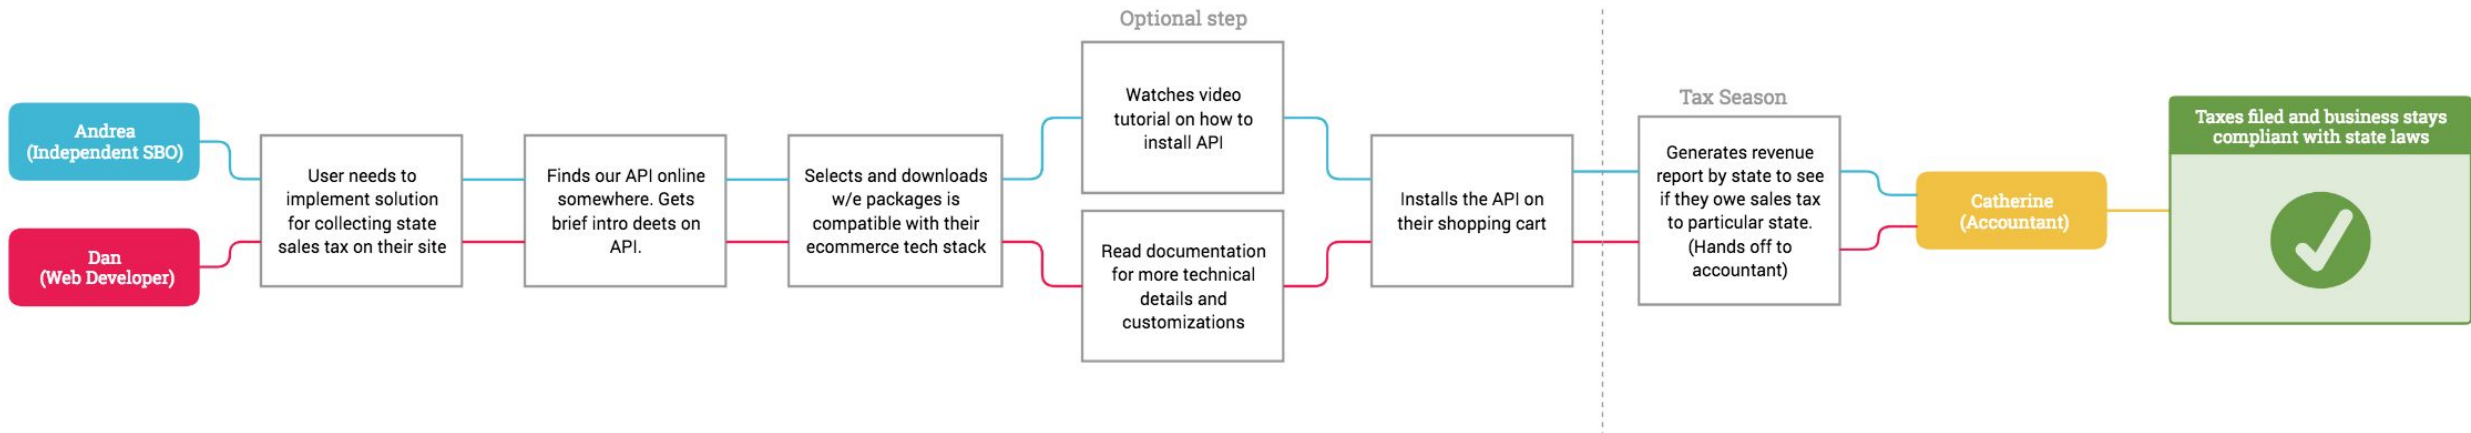 Andrea
(Independent SBO)
Dan
(Web Developer)
User needs to
implement solution
for collecting state
sales tax on their site
Finds our API online
somewhere. Gets
brief intro deets on
API.
Selects and downloads
w/e packages is
compatible with their
ecommerce tech stack
Optional step
Watches video
tutorial on how to
install API
Read documentation
for more technical
details and
customizations
Installs the API on
their shopping cart
Tax Season
Generates revenue
report by state to see
if they owe sales tax
to particular state.
(Hands off to
accountant)
Catherine
(Accountant)
Taxes filed and business stays
compliant with state laws